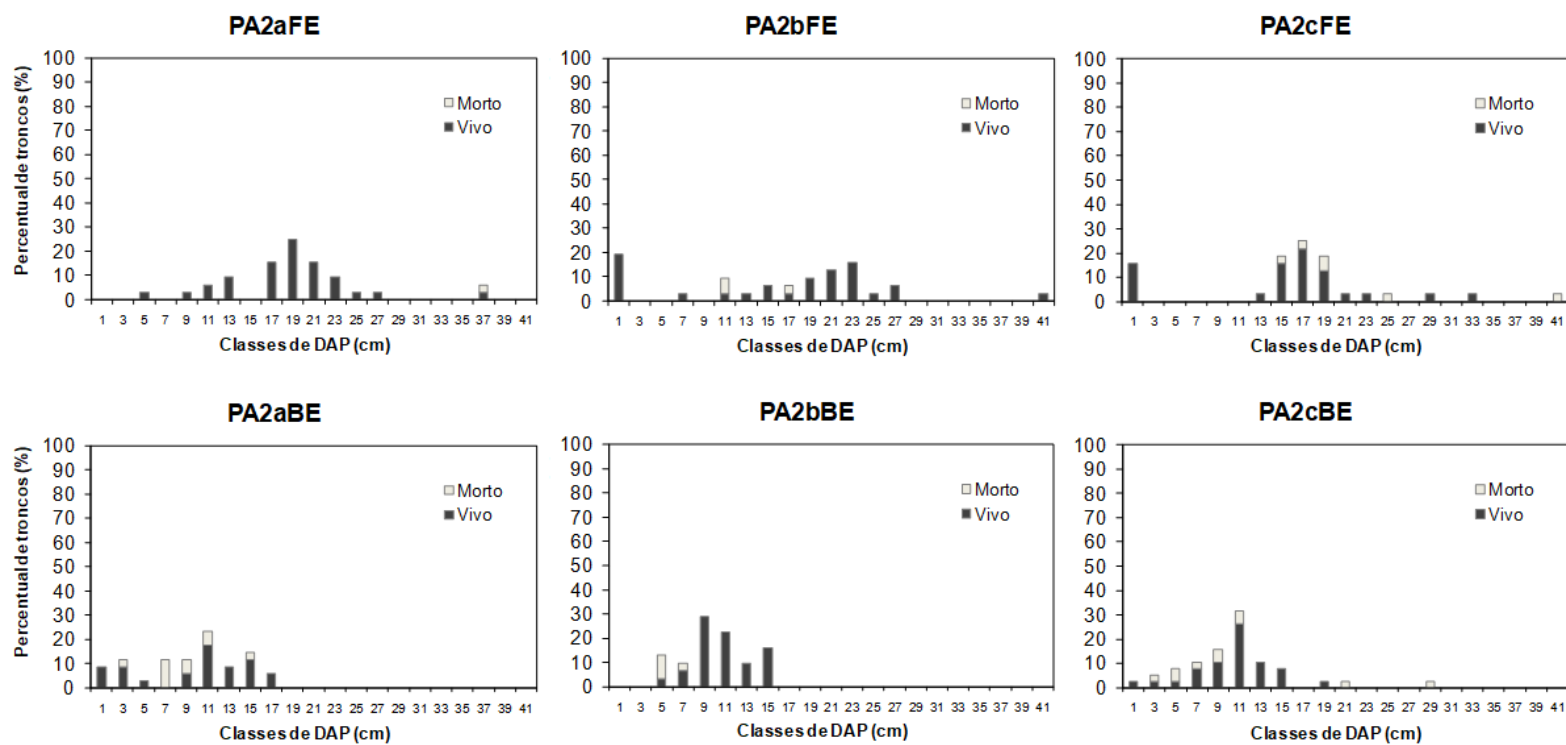 PA2aFE
PA2bFE
PA2cFE
Percentual de troncos (%)
100
90
80
70
60
50
40
30
20
10
0
Morto
Vivo
1 3 5 7 9 11 13 15 17 19 21 23 25 27 29 31 33 35 37 39 41
Classes de DAP (cm)
100
90
80
70
60
50
40
30
20
10
0
Morto
Vivo
1 3 5 7 9 11 13 15 17 19 21 23 25 27 29 31 33 35 37 39 41
Classes de DAP (cm)
100
90
80
70
60
50
40
30
20
10
0
Morto
Vivo
1 3 5 7 9 11 13 15 17 19 21 23 25 27 29 31 33 35 37 39 41
Classes de DAP (cm)
PA2aBE
PA2bBE
PA2cBE
Percentual de troncos (%)
100
90
80
70
60
50
40
30
20
10
0
Morto
Vivo
1 3 5 7 9 11 13 15 17 19 21 23 25 27 29 31 33 35 37 39 41
Classes de DAP (cm)
100
90
80
70
60
50
40
30
20
10
0
Morto
Vivo
1 3 5 7 9 11 13 15 17 19 21 23 25 27 29 31 33 35 37 39 41
Classes de DAP (cm)
100
90
80
70
60
50
40
30
20
10
0
Morto
Vivo
1 3 5 7 9 11 13 15 17 19 21 23 25 27 29 31 33 35 37 39 41
Classes de DAP (cm)